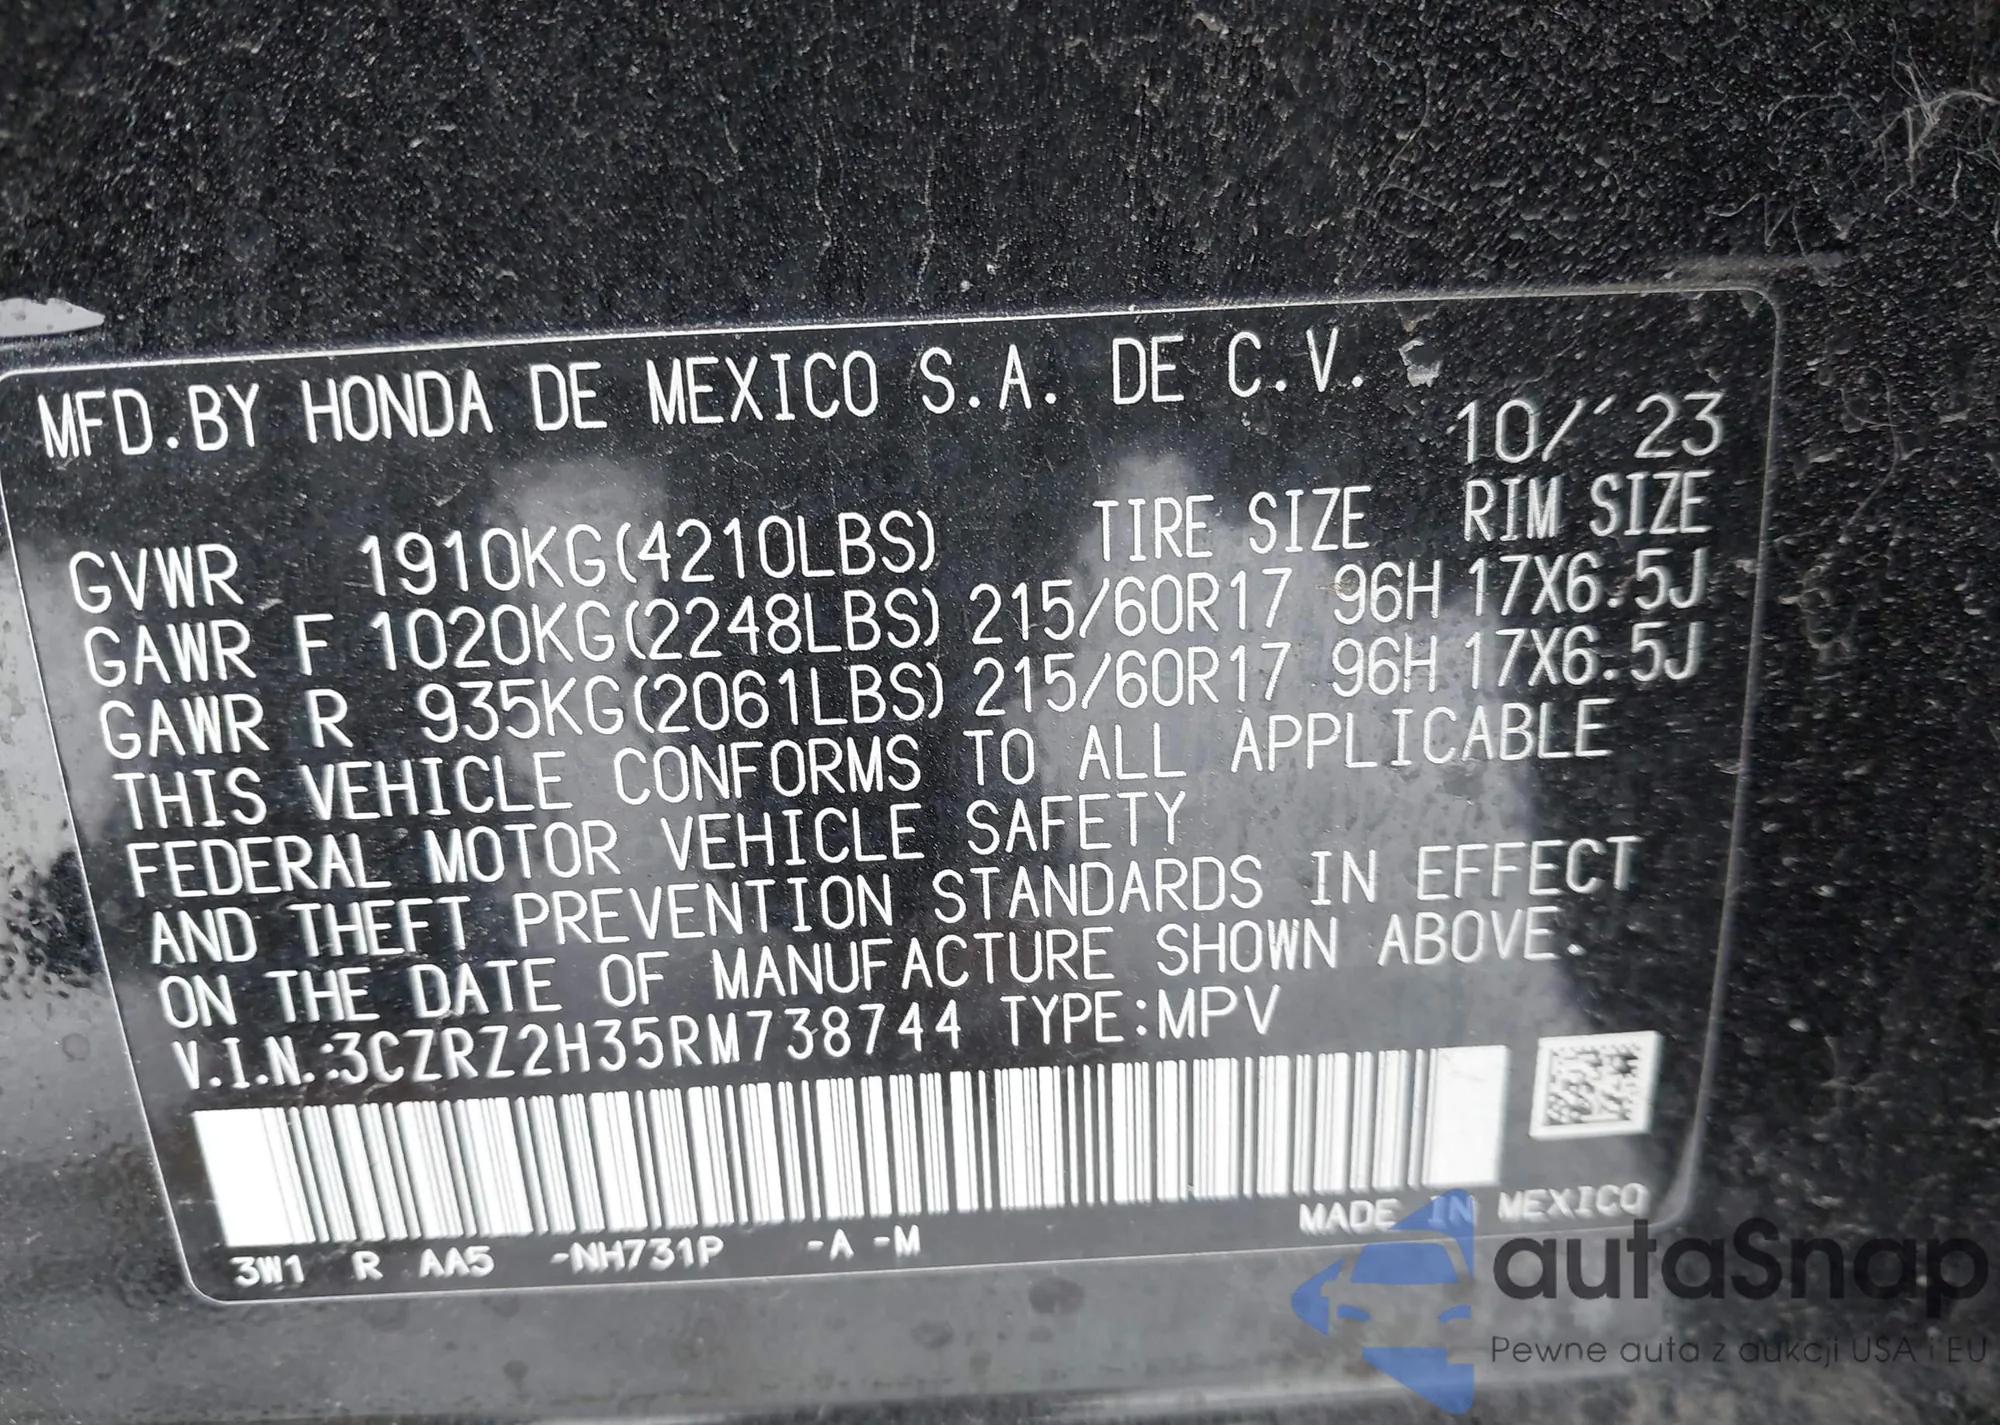 MFD.BY HONDA DE MEXICO S.A. DE C.V.
10/´23
GVWR 1910KG(4210LBS) TIRE SIZE RIM SIZE
GAWR F 1020KG(2248LBS) 215/60R17 96H 17X6.5J
GAWR R 935KG(2061LBS) 215/60R17 96H 17X6.5J
THIS VEHICLE CONFORMS TO ALL APPLICABLE
FEDERAL MOTOR VEHICLE SAFETY
AND THEFT PREVENTION STANDARDS IN EFFECT
ON THE DATE OF MANUFACTURE SHOWN ABOVE.
V.I.N.:3CZRZ2H35RM738744 TYPE:MPV
MADE IN MEXICO
3W1 R AA5 -NH731P -A -M
autaSnap
Pewne auta z aukcji USA i EU